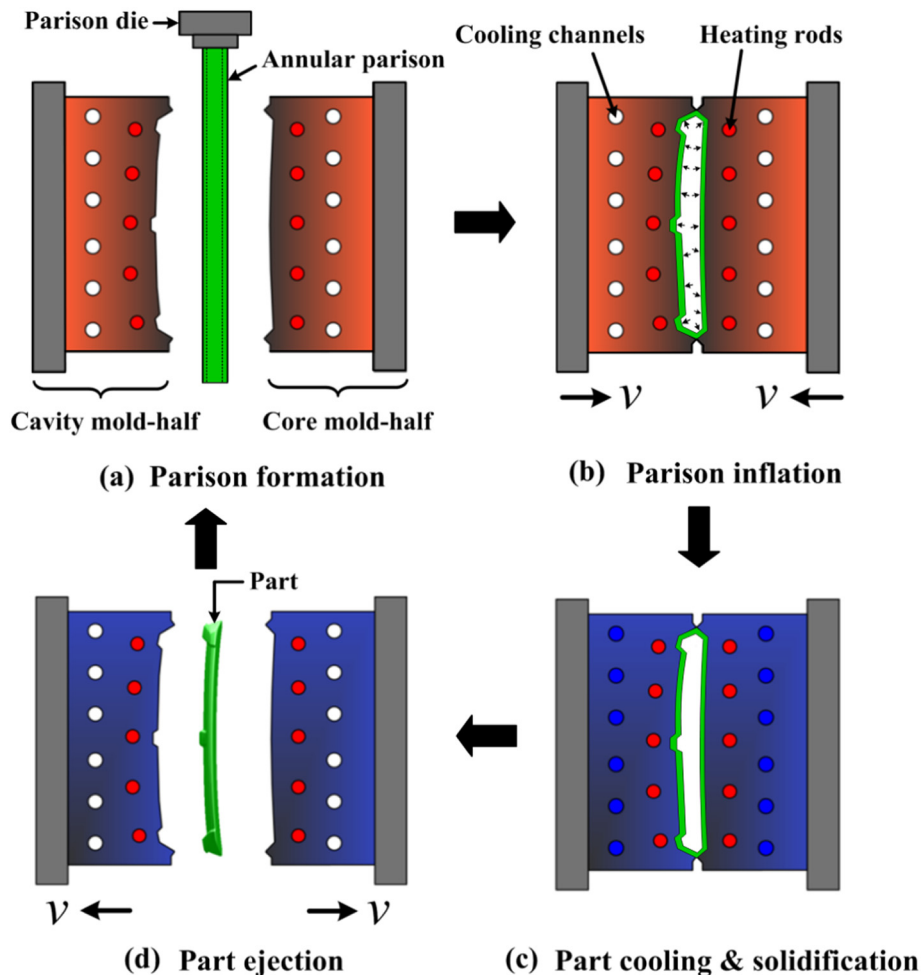 Parison die
Annular parison
Cooling channels
Heating rods
Cavity mold-half
Core mold-half
v
v
(a) Parison formation
(b) Parison inflation
Part
v
v
(d) Part ejection
(c) Part cooling & solidification